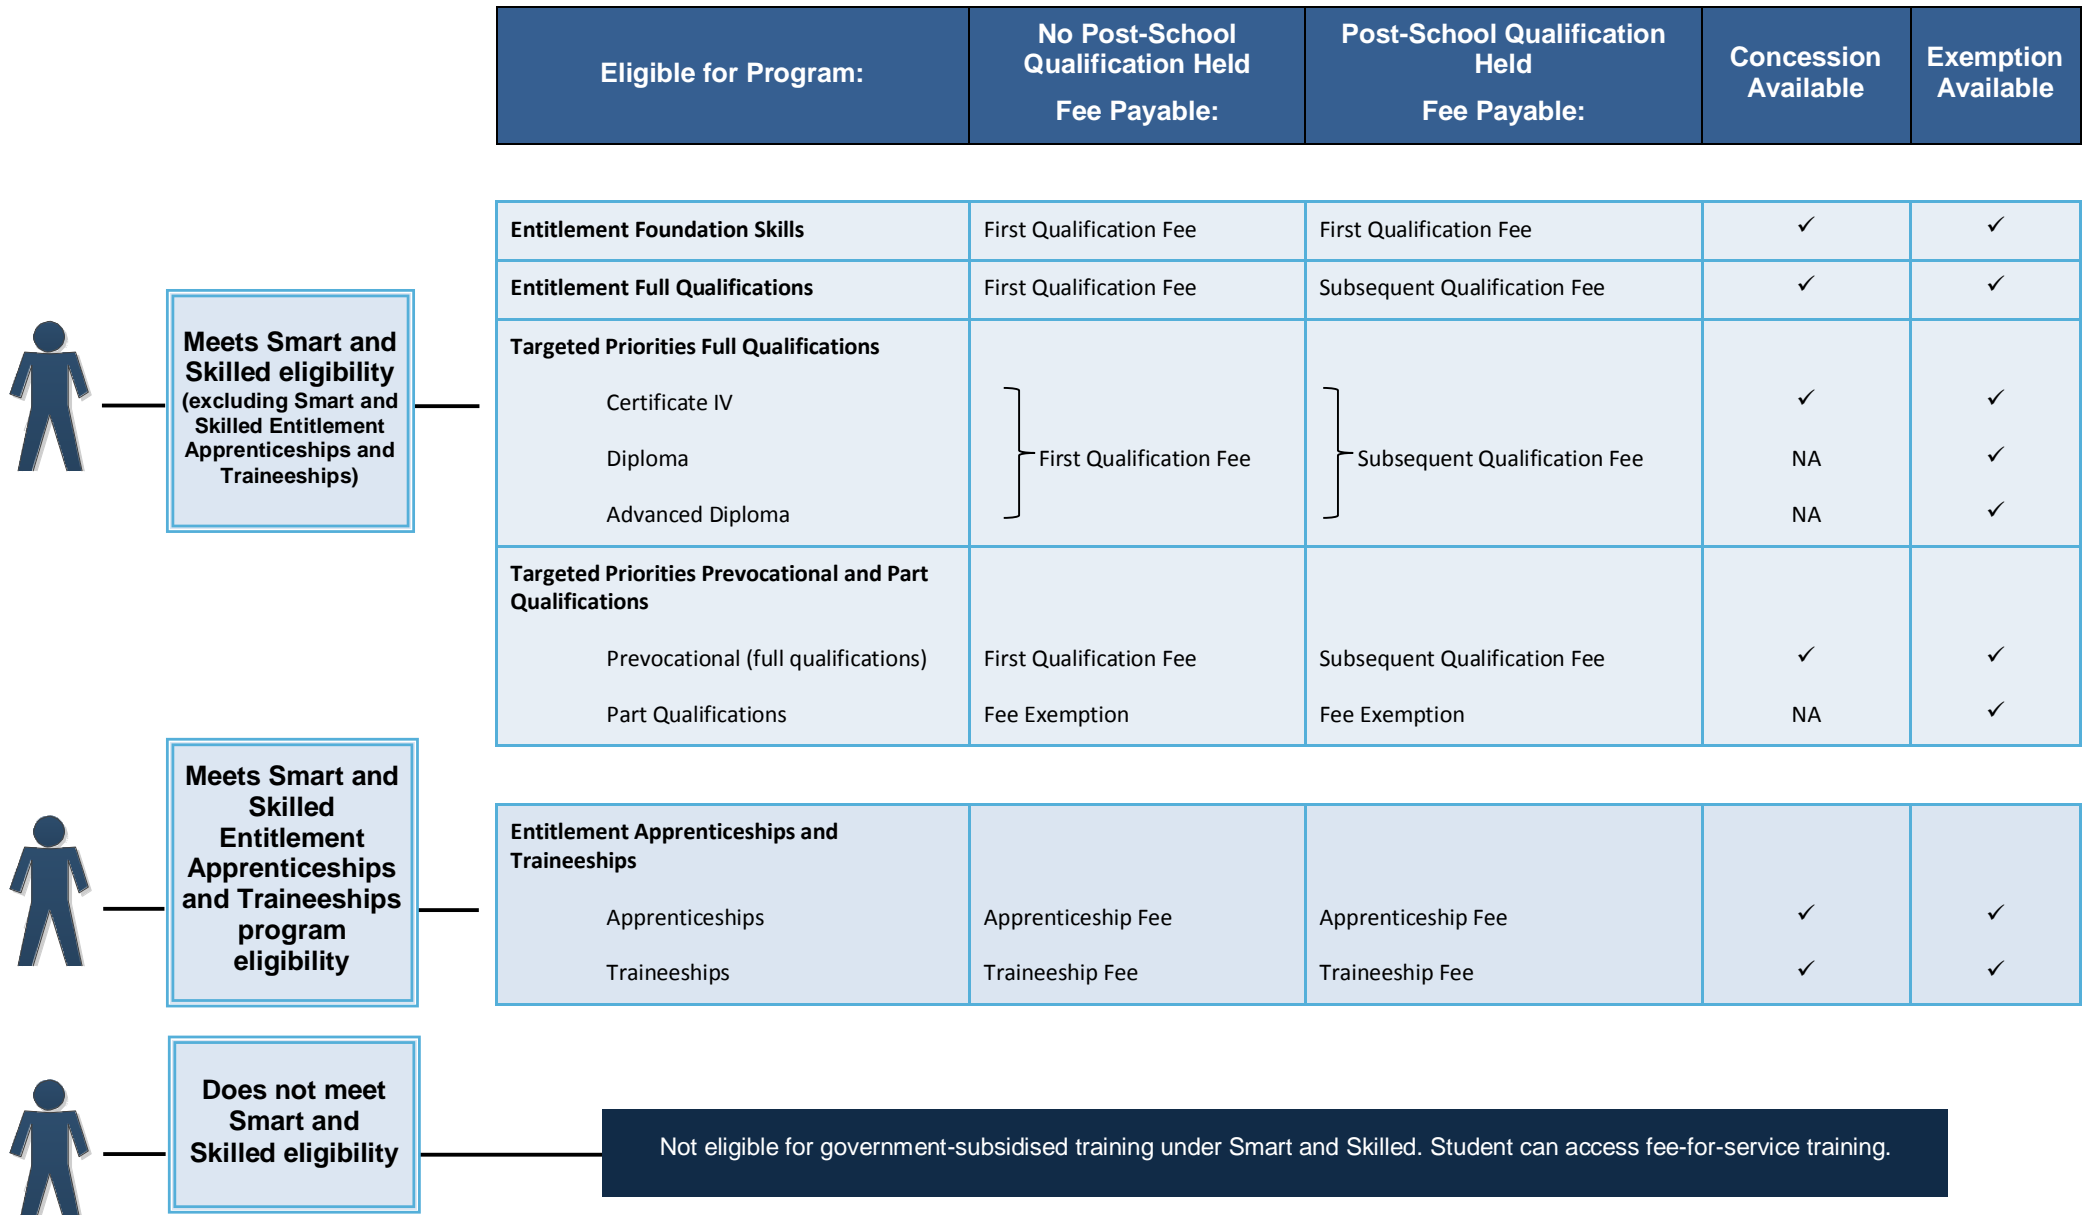 Eligible for Program:
No Post-School
Qualification Held
Fee Payable:
Post-School Qualification
Held
Fee Payable:
Concession
Available
Exemption
Available
Meets Smart and
Skilled eligibility
(excluding Smart and
Skilled Entitlement
Apprenticeships and
Traineeships)
Entitlement Foundation Skills
First Qualification Fee
First Qualification Fee
✓
✓
Entitlement Full Qualifications
First Qualification Fee
Subsequent Qualification Fee
✓
✓
Targeted Priorities Full Qualifications
Certificate IV
✓
✓
Diploma
First Qualification Fee
Subsequent Qualification Fee
NA
✓
Advanced Diploma
NA
✓
Targeted Priorities Prevocational and Part
Qualifications
Prevocational (full qualifications)
First Qualification Fee
Subsequent Qualification Fee
✓
✓
Part Qualifications
Fee Exemption
Fee Exemption
NA
✓
Meets Smart and
Skilled
Entitlement
Apprenticeships
and Traineeships
program
eligibility
Entitlement Apprenticeships and
Traineeships
Apprenticeships
Apprenticeship Fee
Apprenticeship Fee
✓
✓
Traineeships
Traineeship Fee
Traineeship Fee
✓
✓
Does not meet
Smart and
Skilled eligibility
Not eligible for government-subsidised training under Smart and Skilled. Student can access fee-for-service training.